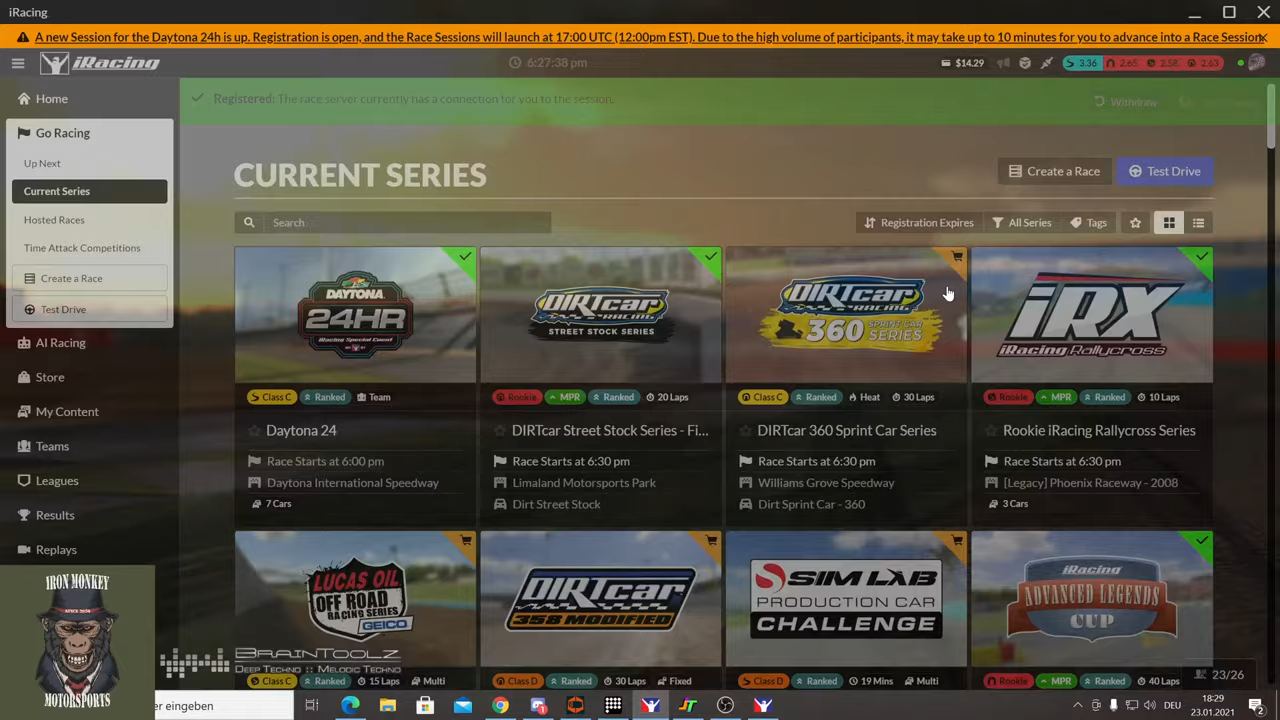 iRacing
A new Session for the Daytona 24h is up. Registration is open, and the Race Sessions will launch at 17:00 UTC (12:00pm EST). Due to the high volume of participants, it may take up to 10 minutes for you to advance into a Race Session.
iRacing
6:27:38 pm
$14.29
3.36
2.65
2.58
2.63
Home
Registered: The race server currently has a connection for you to the session.
Withdraw
Go Racing
Up Next
Current Series
Hosted Races
Time Attack Competitions
Create a Race
Test Drive
AI Racing
Store
My Content
Teams
Leagues
Results
Replays
CURRENT SERIES
Create a Race
Test Drive
Search
Registration Expires
All Series
Tags
DAYTONA
24HR
iRacing Special Event
Class C
Ranked
Team
Daytona 24
Race Starts at 6:00 pm
Daytona International Speedway
7 Cars
DIRTcar
RACING
STREET STOCK SERIES
Rookie
MPR
Ranked
20 Laps
DIRTcar Street Stock Series - Fi...
Race Starts at 6:30 pm
Limaland Motorsports Park
Dirt Street Stock
DIRTcar
RACING
360 SPRINT CAR
SERIES
Class C
Ranked
Heat
30 Laps
DIRTcar 360 Sprint Car Series
Race Starts at 6:30 pm
Williams Grove Speedway
Dirt Sprint Car - 360
iRX
iRacing Rallycross
Rookie
MPR
Ranked
10 Laps
Rookie iRacing Rallycross Series
Race Starts at 6:30 pm
[Legacy] Phoenix Raceway - 2008
3 Cars
LUCAS OIL
OFF ROAD
RACING SERIES
GEICO
Class C
Ranked
15 Laps
Multi
DIRTcar
358 MODIFIED
Class D
Ranked
30 Laps
Fixed
SIM LAB
PRODUCTION CAR
CHALLENGE
Class D
Ranked
19 Mins
Multi
iRacing
ADVANCED LEGENDS
CUP
Rookie
MPR
Ranked
40 Laps
23/26
IRON MONKEY
SINCE 2020
MOTORSPORTS
BRAINTOOLZ
DEEP TECHNO :: MELODIC TECHNO
er eingeben
DEU
18:29
23.01.2021
2